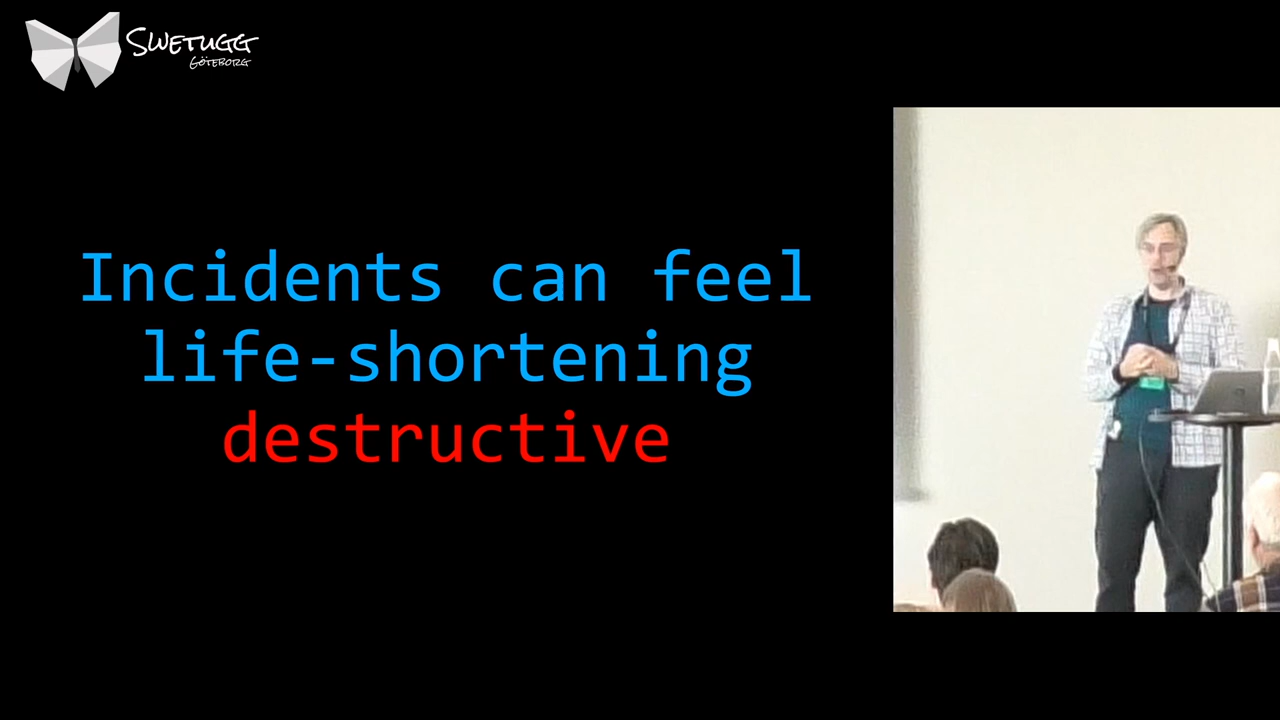 Swetugg
Göteborg
Incidents can feel
life-shortening
destructive